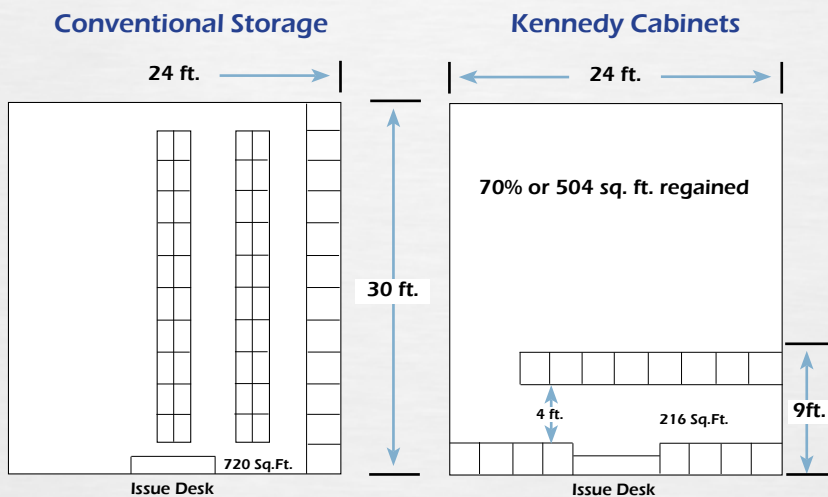 Conventional Storage
24 ft.
30 ft.
720 Sq.Ft.
Issue Desk
Kennedy Cabinets
24 ft.
70% or 504 sq. ft. regained
4 ft.
216 Sq.Ft.
9ft.
Issue Desk